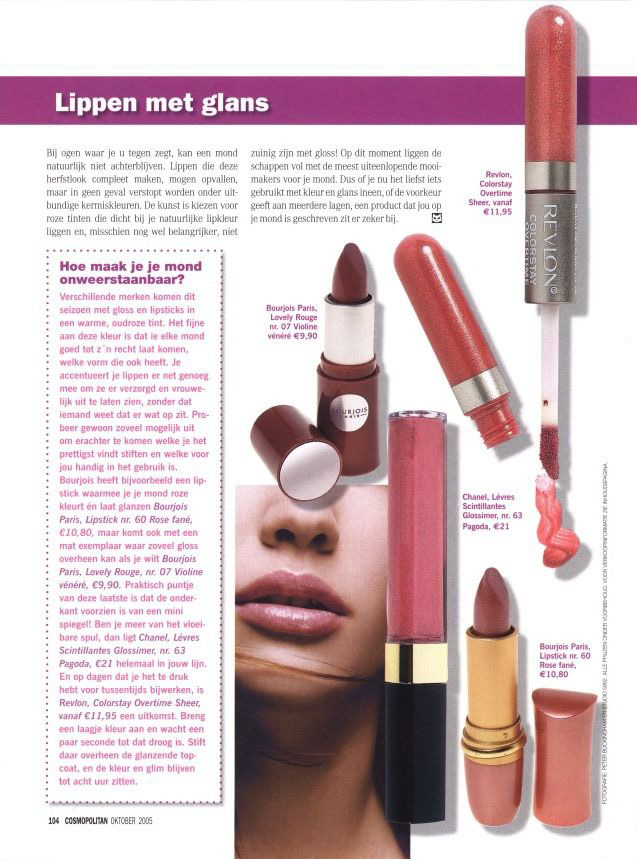 Lippen met glans
Bij ogen waar je u tegen zegt, kan een mond
natuurlijk niet achterblijven. Lippen die deze
herfstlook compleet maken, mogen opvallen,
maar in geen geval verstopt worden onder uit-
bundige kermiskleuren. De kunst is kiezen voor
roze tinten die dicht bij je natuurlijke lipkleur
liggen en, misschien nog wel belangrijker, niet
zuinig zijn met gloss! Op dit moment liggen de
schappen vol met de meest uiteenlopende mooi-
makers voor je mond. Dus of je nu het liefst iets
gebruikt met kleur en glans ineen, of de voorkeur
geeft aan meerdere lagen, een product dat jou op
je mond is geschreven zit er zeker bij.
Hoe maak je je mond
onweerstaanbaar?
Verschillende merken komen dit
seizoen met gloss en lipsticks in
een warme, oudroze tint. Het fijne
aan deze kleur is dat ie elke mond
goed tot z´n recht laat komen,
welke vorm die ook heeft. Je
accentueert je lippen er net genoeg
mee om ze er verzorgd en vrouwe-
lijk uit te laten zien, zonder dat
iemand weet dat er wat op zit. Pro-
beer gewoon zoveel mogelijk uit
om erachter te komen welke je het
prettigst vindt stiften en welke voor
jou handig in het gebruik is.
Bourjois heeft bijvoorbeeld een lip-
stick waarmee je je mond roze
kleurt én laat glanzen Bourjois
Paris, Lipstick nr. 60 Rose fané,
€10,80, maar komt ook met een
mat exemplaar waar zoveel gloss
overheen kan als je wilt Bourjois
Paris, Lovely Rouge, nr. 07 Violine
vénéré, €9,90. Praktisch puntje
van deze laatste is dat de onder-
kant voorzien is van een mini
spiegel! Ben je meer van het vloei-
bare spul, dan ligt Chanel, Lévres
Scintillantes Glossimer, nr. 63
Pagoda, €21 helemaal in jouw lijn.
En op dagen dat je het te druk
hebt voor tussentijds bijwerken, is
Revlon, Colorstay Overtime Sheer,
vanaf €11,95 een uitkomst. Breng
een laagje kleur aan en wacht een
paar seconde tot dat droog is. Stift
daar overheen de glanzende top-
coat, en de kleur en glim blijven
tot acht uur zitten.
Revlon,
Colorstay
Overtime
Sheer, vanaf
€11,95
REVLON
COLORSTAY
OVERTIME
Bourjois Paris,
Lovely Rouge
nr. 07 Violine
vénéré €9,90
BOURJOIS
PARIS
Chanel, Lévres
Scintillantes
Glossimer, nr. 63
Pagoda, €21
Bourjois Paris,
Lipstick nr. 60
Rose fané,
€10,80
ALLE PRIJZEN ONDER VOORBEHOUD. VOOR VERKOOPINFORMATIE ZIE INHOUDSPAGINA.
104 COSMOPOLITAN OKTOBER 2005